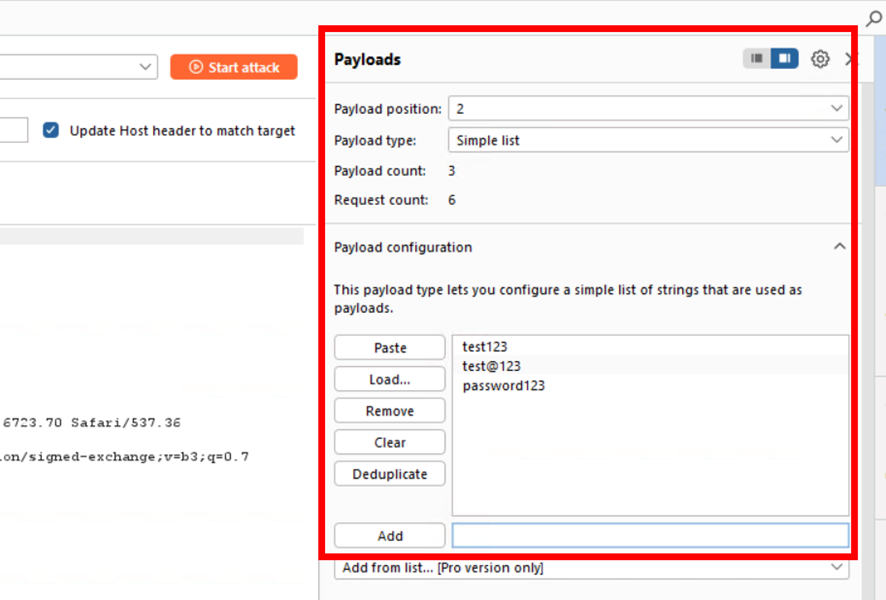 Payloads
Start attack
Payload position: 2
Update Host header to match target
Payload type: Simple list
Payload count: 3
Request count: 6
Payload configuration
This payload type lets you configure a simple list of strings that are used as
payloads.
Paste
test123
test@123
Load...
password123
Remove
6723.70 Safari/537.36
Clear
on/signed-exchange;v=b3;q=0.7
Deduplicate
Add
Add from list... [Pro version only]